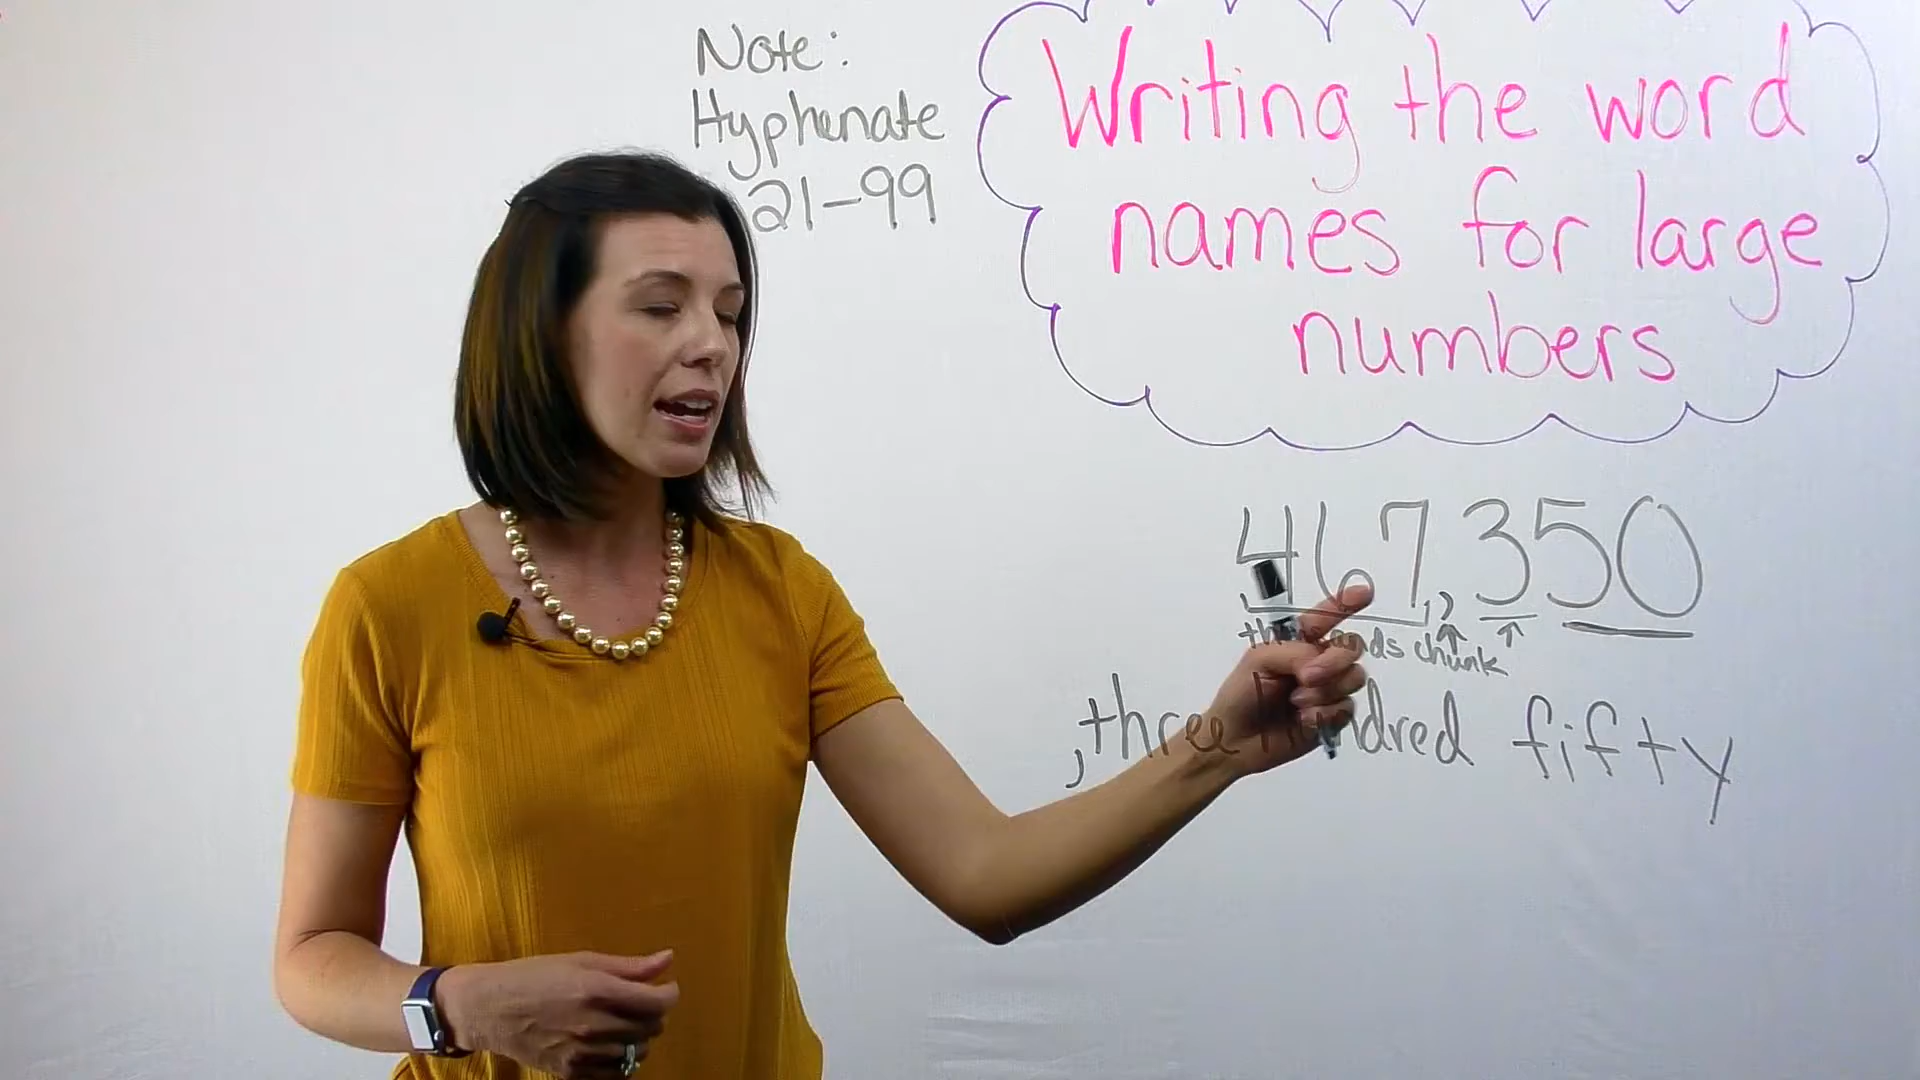 Note:
Hyphenate
21-99
Writing the word
names for large
numbers
467,350
thousands chunk
,three hundred fifty